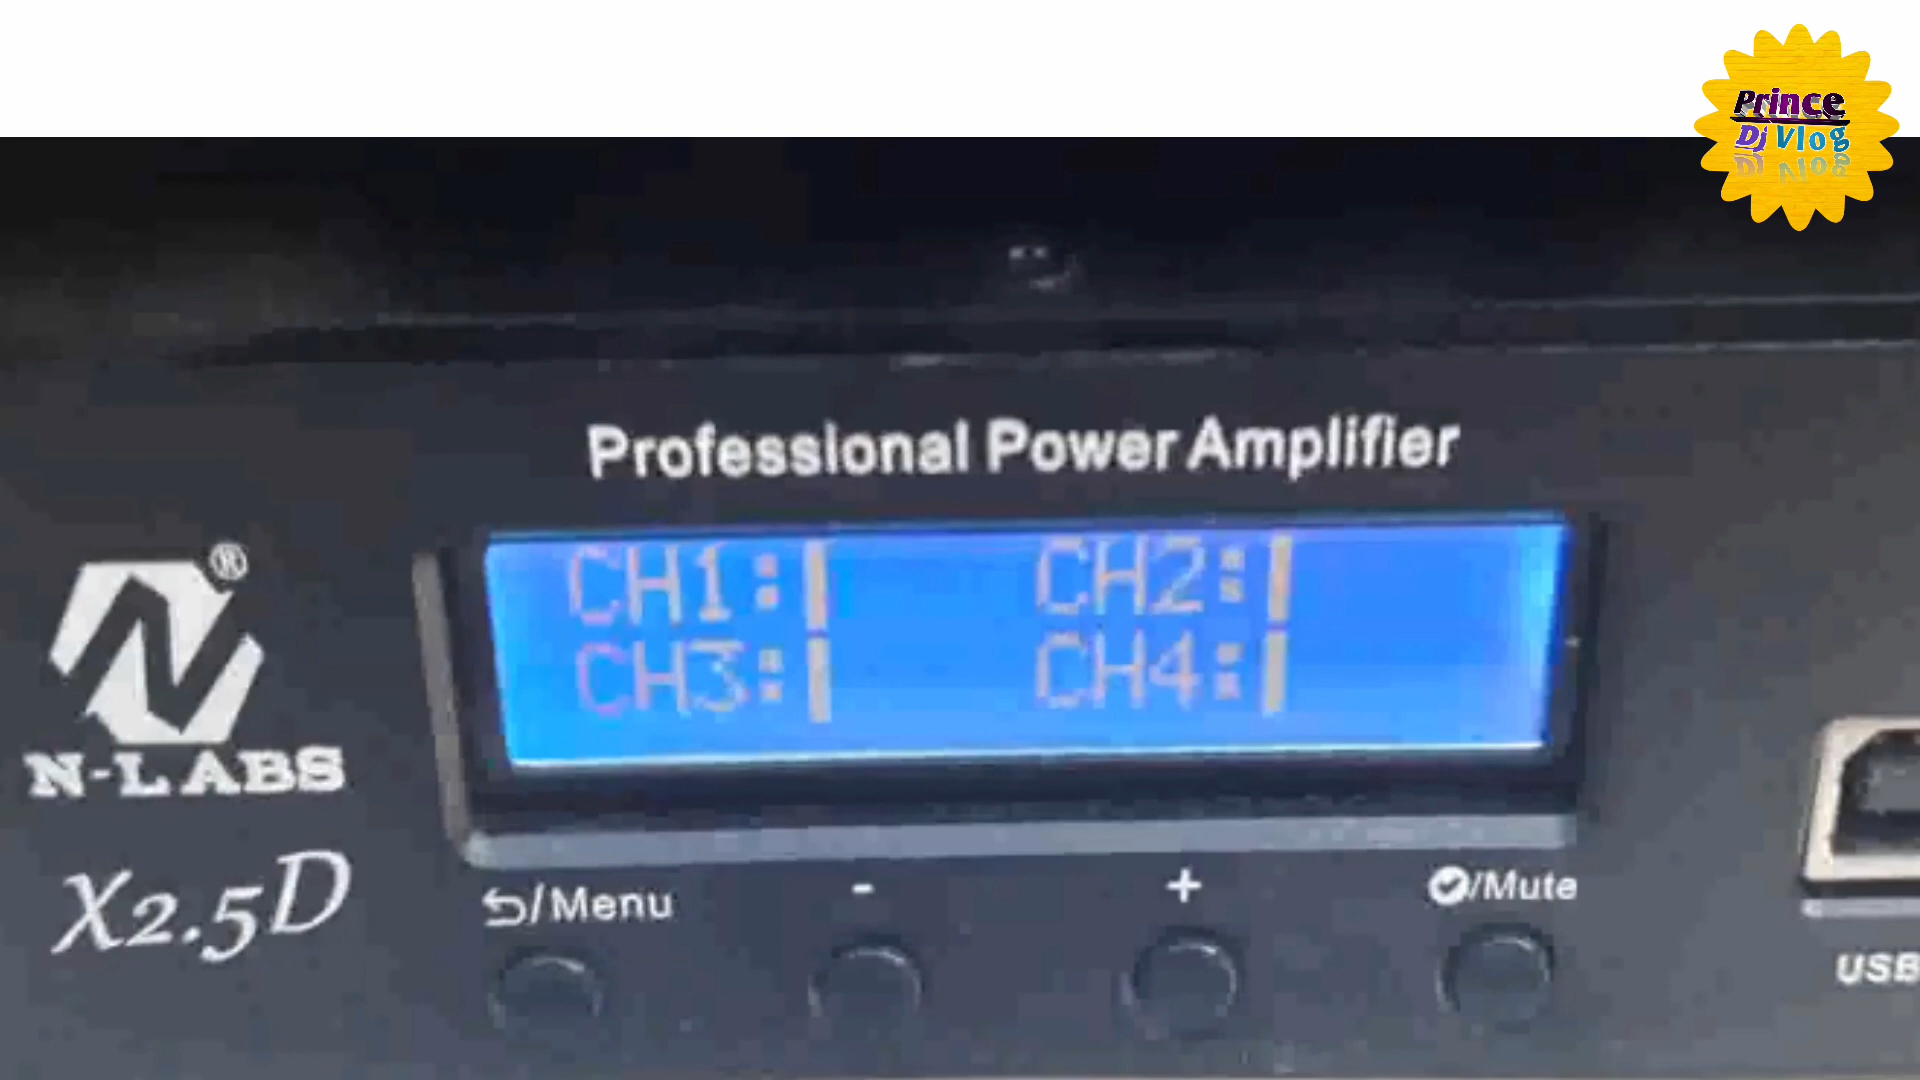 Prince
Dj Vlog
Professional Power Amplifier
®
CH1: CH2:
CH3: CH4:
N-LABS
X2.5D
/Menu - + /Mute
USB